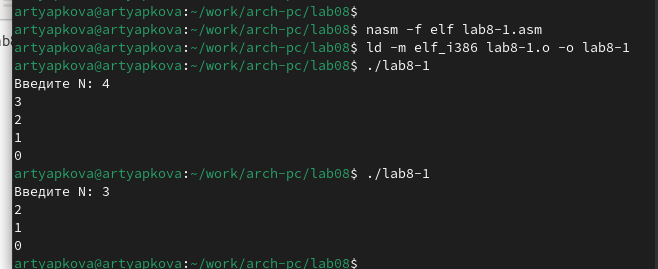 artyapkova@artyapkova:~/work/arch-pc/lab08$
artyapkova@artyapkova:~/work/arch-pc/lab08$ nasm -f elf lab8-1.asm
artyapkova@artyapkova:~/work/arch-pc/lab08$ ld -m elf_i386 lab8-1.o -o lab8-1
artyapkova@artyapkova:~/work/arch-pc/lab08$ ./lab8-1
Введите N: 4
3
2
1
0
artyapkova@artyapkova:~/work/arch-pc/lab08$ ./lab8-1
Введите N: 3
2
1
0
artyapkova@artyapkova:~/work/arch-pc/lab08$